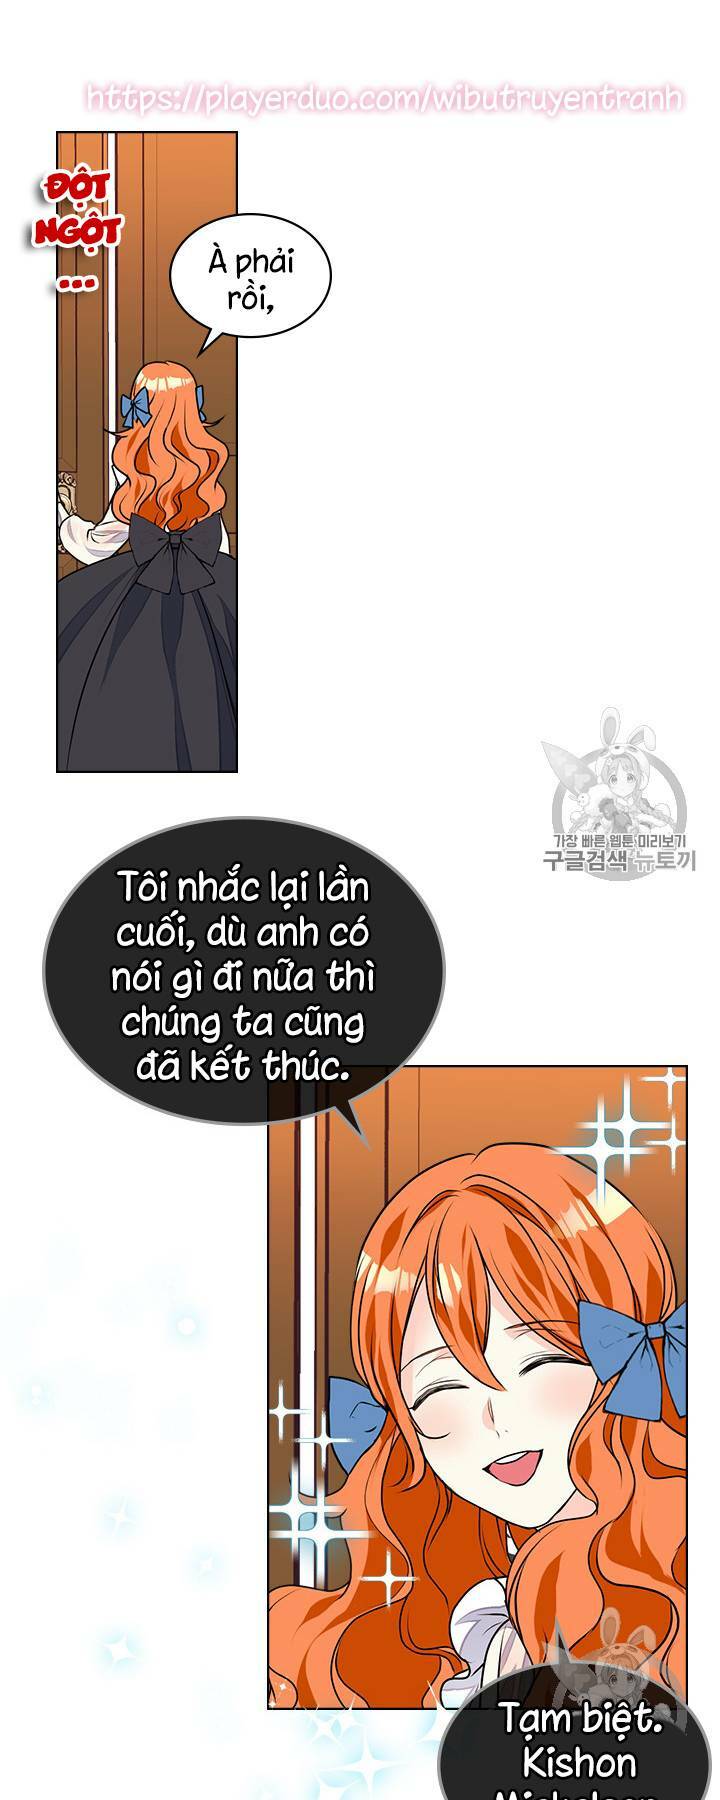 https://playerduo.com/wibutruyentranh
ĐỘT
NGỘT
...
À phải
rồi,
가장 빠른 웹툰 미리보기
구글검색 뉴토끼
Tôi nhắc lại lần
cuối, dù anh có
nói gì đi nữa thì
chúng ta cũng
đã kết thúc.
Tạm biệt.
Kishon